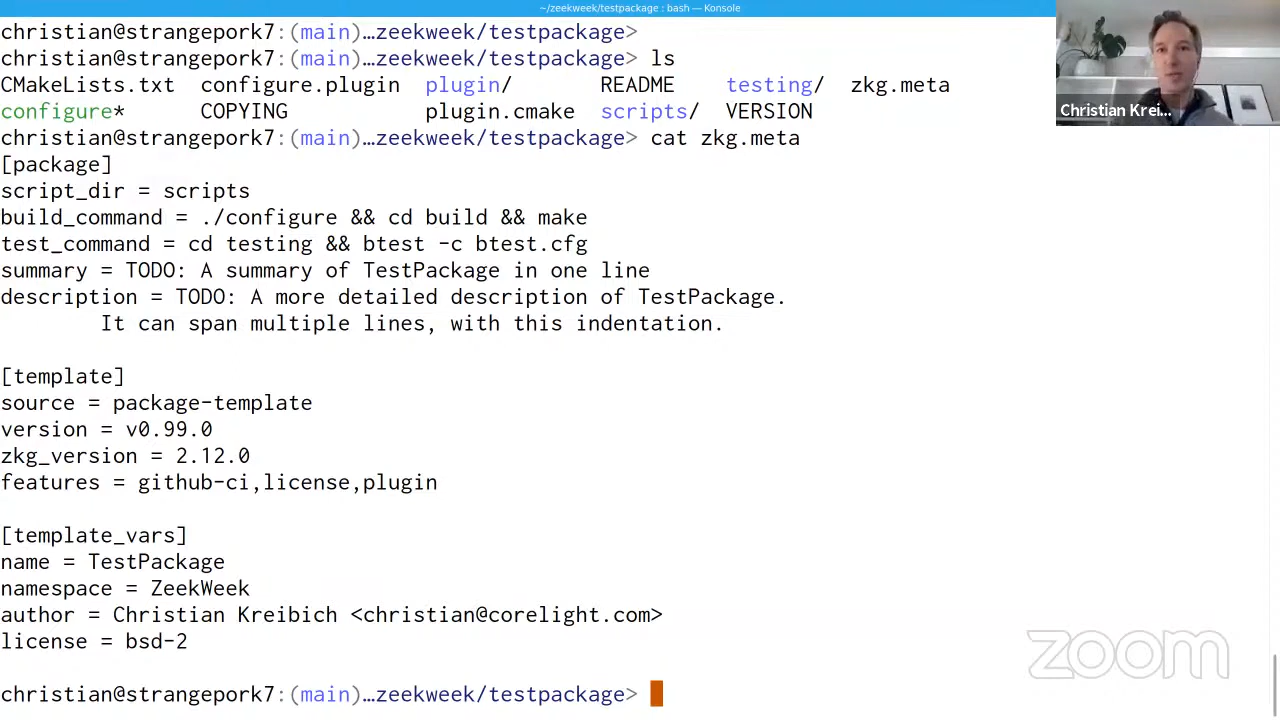 ~/zeekweek/testpackage : bash — Konsole
christian@strangepork7:(main)…zeekweek/testpackage>
christian@strangepork7:(main)…zeekweek/testpackage> ls
CMakeLists.txt  configure.plugin  plugin/       README    testing/  zkg.meta
configure*      COPYING           plugin.cmake  scripts/  VERSION
christian@strangepork7:(main)…zeekweek/testpackage> cat zkg.meta
[package]
script_dir = scripts
build_command = ./configure && cd build && make
test_command = cd testing && btest -c btest.cfg
summary = TODO: A summary of TestPackage in one line
description = TODO: A more detailed description of TestPackage.
        It can span multiple lines, with this indentation.
[template]
source = package-template
version = v0.99.0
zkg_version = 2.12.0
features = github-ci,license,plugin
[template_vars]
name = TestPackage
namespace = ZeekWeek
author = Christian Kreibich <christian@corelight.com>
license = bsd-2
christian@strangepork7:(main)…zeekweek/testpackage>
Christian Krei...
zoom